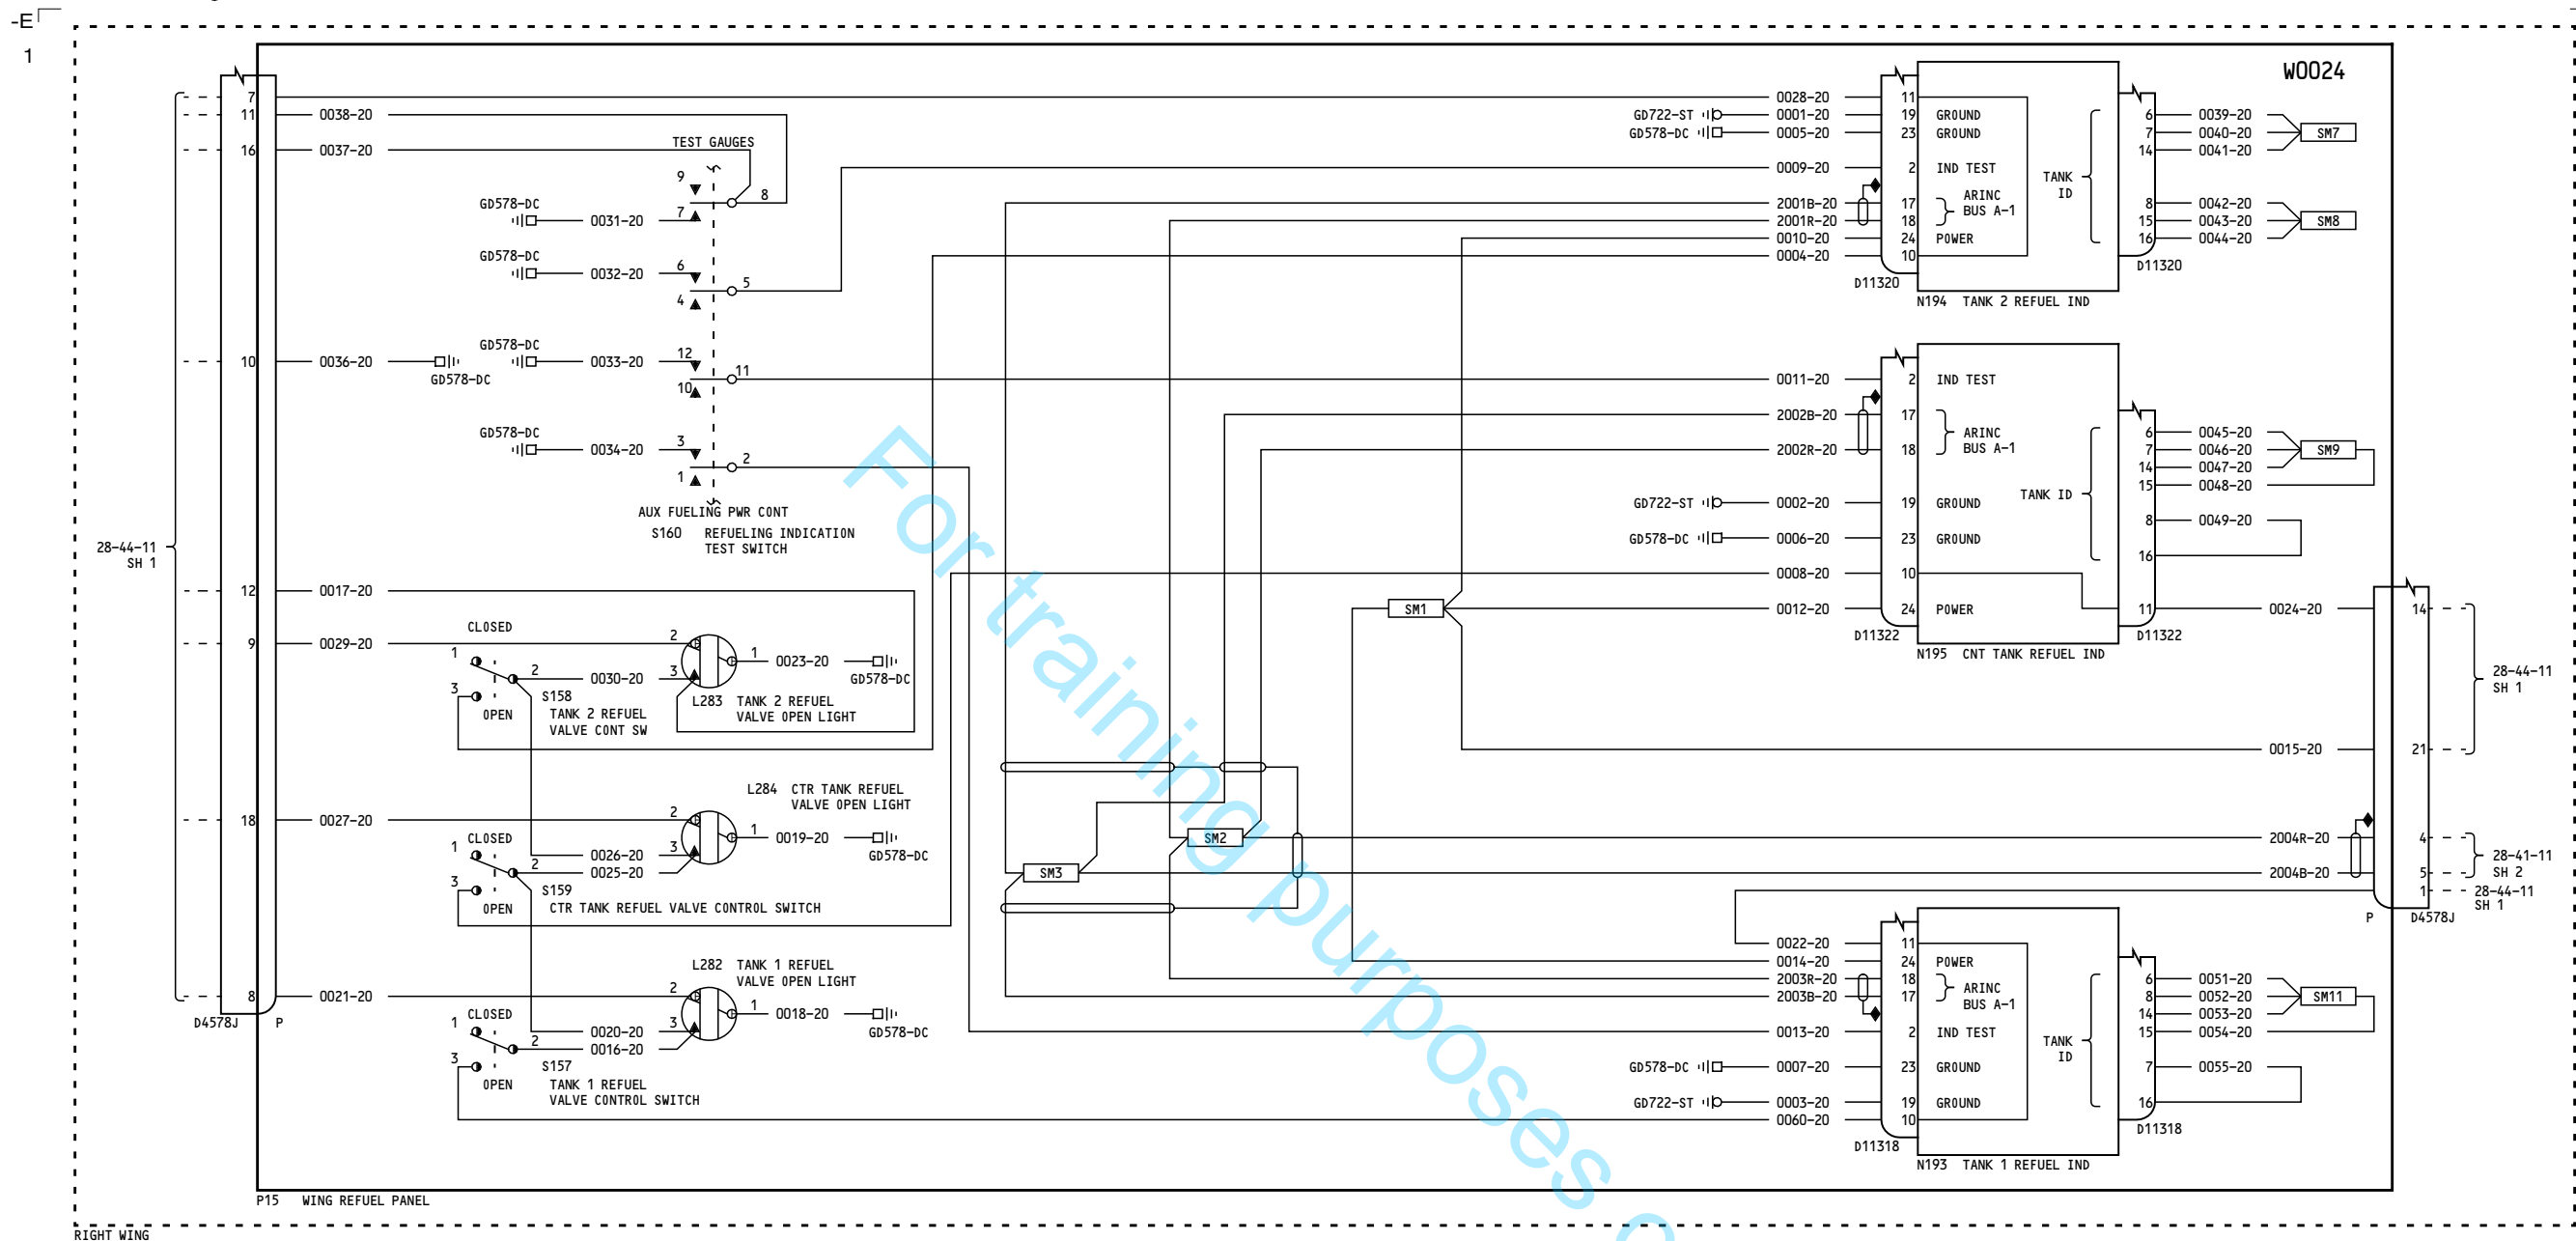 -E
1
W0024
7
11
16
10
12
9
18
8
28-44-11
SH 1
D4578J
P
0038-20
0037-20
0036-20
GD578-DC
0017-20
0029-20
0027-20
0021-20
TEST GAUGES
9
7
8
GD578-DC
0031-20
GD578-DC
0032-20
6
4
5
GD578-DC
0033-20
12
10
11
GD578-DC
0034-20
3
1
2
AUX FUELING PWR CONT
S160 REFUELING INDICATION
TEST SWITCH
CLOSED
1
2
3
OPEN
0030-20
S158
TANK 2 REFUEL
VALVE CONT SW
2
3
1
0023-20
GD578-DC
L283 TANK 2 REFUEL
VALVE OPEN LIGHT
L284 CTR TANK REFUEL
VALVE OPEN LIGHT
CLOSED
1
2
3
OPEN
0026-20
0025-20
S159
CTR TANK REFUEL VALVE CONTROL SWITCH
2
3
1
0019-20
GD578-DC
L282 TANK 1 REFUEL
VALVE OPEN LIGHT
CLOSED
1
2
3
OPEN
0020-20
0016-20
S157
TANK 1 REFUEL
VALVE CONTROL SWITCH
2
3
1
0018-20
GD578-DC
SM1
SM2
SM3
0028-20 11
GD722-ST 0001-20 19 GROUND
GD578-DC 0005-20 23 GROUND
0009-20 2 IND TEST
2001B-20 17 ARINC
2001R-20 18 BUS A-1
0010-20 24 POWER
0004-20 10
D11320
N194 TANK 2 REFUEL IND
TANK
ID
6 0039-20
7 0040-20 SM7
14 0041-20
8 0042-20
15 0043-20 SM8
16 0044-20
D11320
0011-20 2 IND TEST
2002B-20 17 ARINC
2002R-20 18 BUS A-1
GD722-ST 0002-20 19 GROUND
GD578-DC 0006-20 23 GROUND
0008-20 10
0012-20 24 POWER
D11322
N195 CNT TANK REFUEL IND
TANK ID
6 0045-20
7 0046-20 SM9
14 0047-20
15 0048-20
8 0049-20
16
11 0024-20
D11322
14
28-44-11
SH 1
0015-20 21
2004R-20 4
2004B-20 5
28-41-11
SH 2
1 28-44-11
SH 1
P D4578J
0022-20 11
0014-20 24 POWER
2003R-20 18 ARINC
2003B-20 17 BUS A-1
0013-20 2 IND TEST
GD578-DC 0007-20 23 GROUND
GD722-ST 0003-20 19 GROUND
0060-20 10
D11318
N193 TANK 1 REFUEL IND
TANK
ID
6 0051-20
8 0052-20 SM11
14 0053-20
15 0054-20
7 0055-20
16
D11318
P15 WING REFUEL PANEL
RIGHT WING
For training purposes